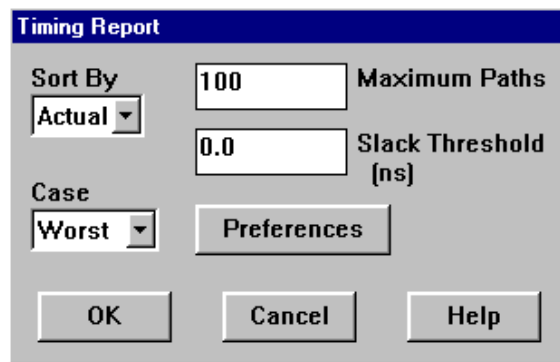 Timing Report
Sort By
Actual
100
Maximum Paths
0.0
Slack Threshold
(ns)
Case
Worst
Preferences
OK
Cancel
Help